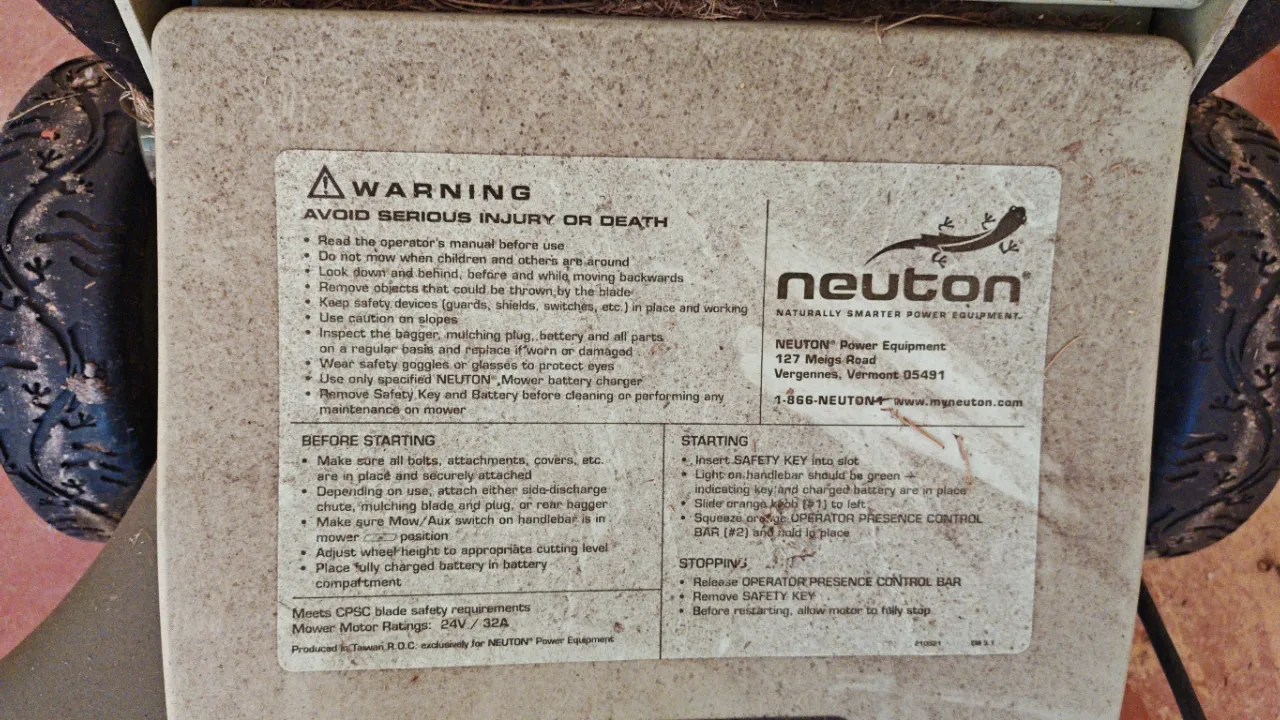 WARNING
AVOID SERIOUS INJURY OR DEATH
• Read the operator's manual before use
• Do not mow when children and others are around
• Look down and behind, before and while moving backwards
• Remove objects that could be thrown by the blade
• Keep safety devices (guards, shields, switches, etc.) in place and working
• Use caution on slopes
• Inspect the bagger, mulching plug, battery and all parts
on a regular basis and replace if worn or damaged
• Wear safety goggles or glasses to protect eyes
• Use only specified NEUTON® Mower battery charger
• Remove Safety Key and Battery before cleaning or performing any
maintenance on mower
neuton®
NATURALLY SMARTER POWER EQUIPMENT™
NEUTON® Power Equipment
127 Meigs Road
Vergennes, Vermont 05491
1-866-NEUTON1 www.myneuton.com
BEFORE STARTING
• Make sure all bolts, attachments, covers, etc.
are in place and securely attached
• Depending on use, attach either side-discharge
chute, mulching blade and plug, or rear bagger
• Make sure Mow/Aux switch on handlebar is in
mower position
• Adjust wheel height to appropriate cutting level
• Place fully charged battery in battery
compartment
Meets CPSC blade safety requirements
Mower Motor Ratings: 24V / 32A
Produced in Taiwan R.O.C. exclusively for NEUTON® Power Equipment
STARTING
• Insert SAFETY KEY into slot
• Light on handlebar should be green –
indicating key and charged battery are in place
• Slide orange knob (#1) to left
• Squeeze orange OPERATOR PRESENCE CONTROL
BAR (#2) and hold in place
STOPPING
• Release OPERATOR PRESENCE CONTROL BAR
• Remove SAFETY KEY
• Before restarting, allow motor to fully stop